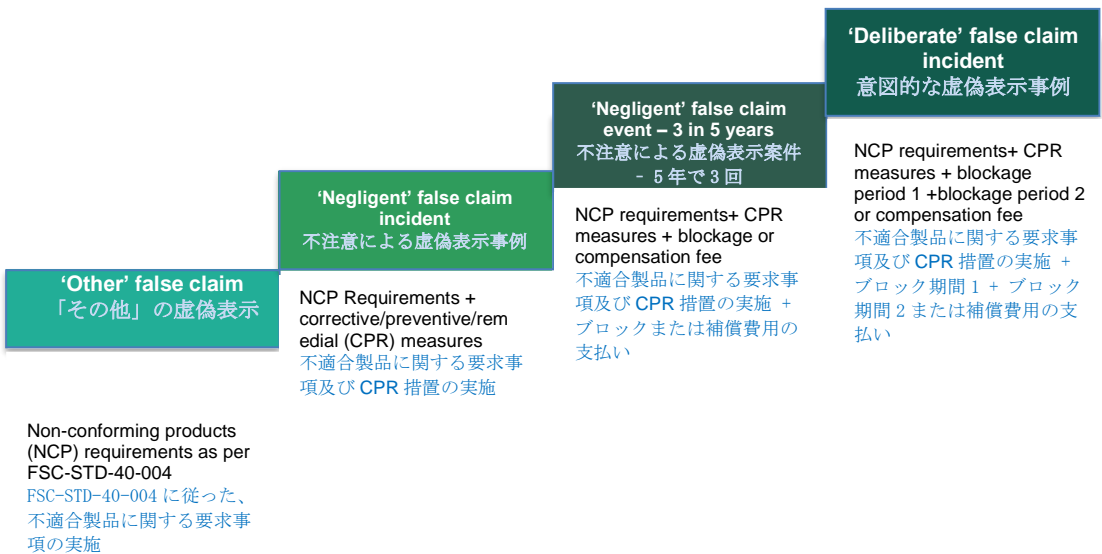 ‘Other’ false claim
「その他」の虚偽表示
Non-conforming products
(NCP) requirements as per
FSC-STD-40-004
FSC-STD-40-004 に従った、
不適合製品に関する要求事
項の実施
‘Negligent’ false claim
incident
不注意による虚偽表示事例
NCP Requirements +
corrective/preventive/rem
edial (CPR) measures
不適合製品に関する要求事
項及び CPR 措置の実施
‘Negligent’ false claim
event – 3 in 5 years
不注意による虚偽表示案件
- 5 年で 3 回
NCP requirements+ CPR
measures + blockage or
compensation fee
不適合製品に関する要求事
項及び CPR 措置の実施 +
ブロックまたは補償費用の
支払い
‘Deliberate’ false claim
incident
意図的な虚偽表示事例
NCP requirements+ CPR
measures + blockage
period 1 +blockage period 2
or compensation fee
不適合製品に関する要求事
項及び CPR 措置の実施 +
ブロック期間 1 + ブロック
期間 2 または補償費用の支
払い